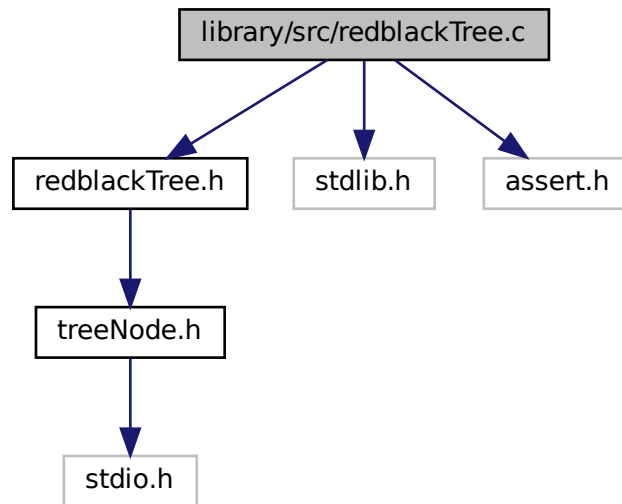 library/src/redblackTree.c
redblackTree.h
stdlib.h
assert.h
treeNode.h
stdio.h